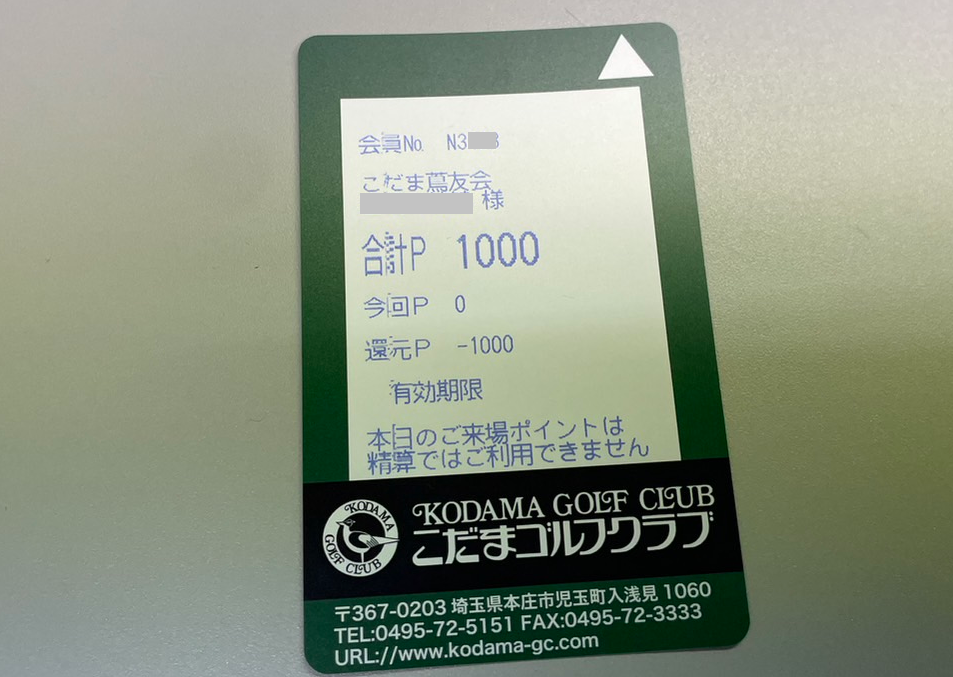 会員No. N3 3
こだま蔦友会
様
合計P 1000
今回P 0
還元P -1000
有効期限
本日のご来場ポイントは
精算ではご利用できません
KODAMA GOLF CLUB
KODAMA GOLF CLUB
こだまゴルフクラブ
〒367-0203 埼玉県本庄市児玉町入浅見 1060
TEL:0495-72-5151 FAX:0495-72-3333
URL://www.kodama-gc.com